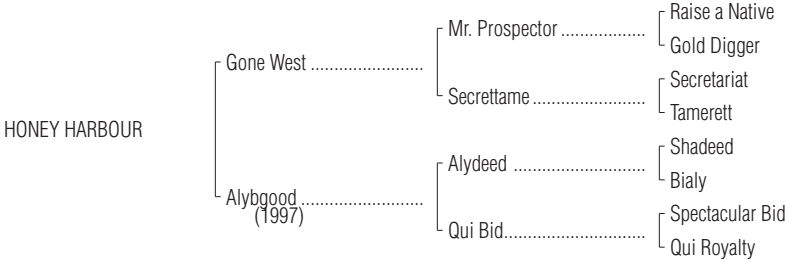 Raise a Native
Mr. Prospector ..................
Gold Digger
Gone West ........................
Secretariat
Secrettame ........................
Tamerett
HONEY HARBOUR
Shadeed
Alydeed ............................
Bialy
Alybgood ..........................
(1997)
Spectacular Bid
Qui Bid..............................
Qui Royalty